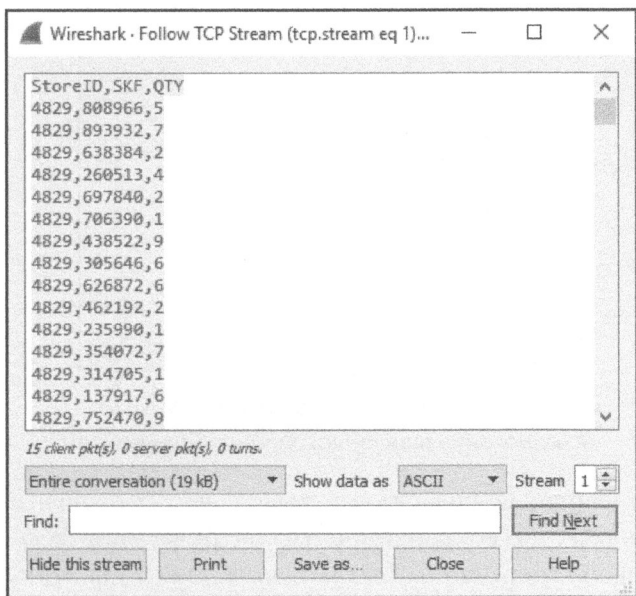 Wireshark · Follow TCP Stream (tcp.stream eq 1)...
StoreID,SKF,QTY
4829,808966,5
4829,893932,7
4829,638384,2
4829,260513,4
4829,697840,2
4829,706390,1
4829,438522,9
4829,305646,6
4829,626872,6
4829,462192,2
4829,235990,1
4829,354072,7
4829,314705,1
4829,137917,6
4829,752470,9
15 client pkt(s), 0 server pkt(s), 0 turns.
Entire conversation (19 kB) Show data as ASCII Stream 1
Find: Find Next
Hide this stream Print Save as... Close Help